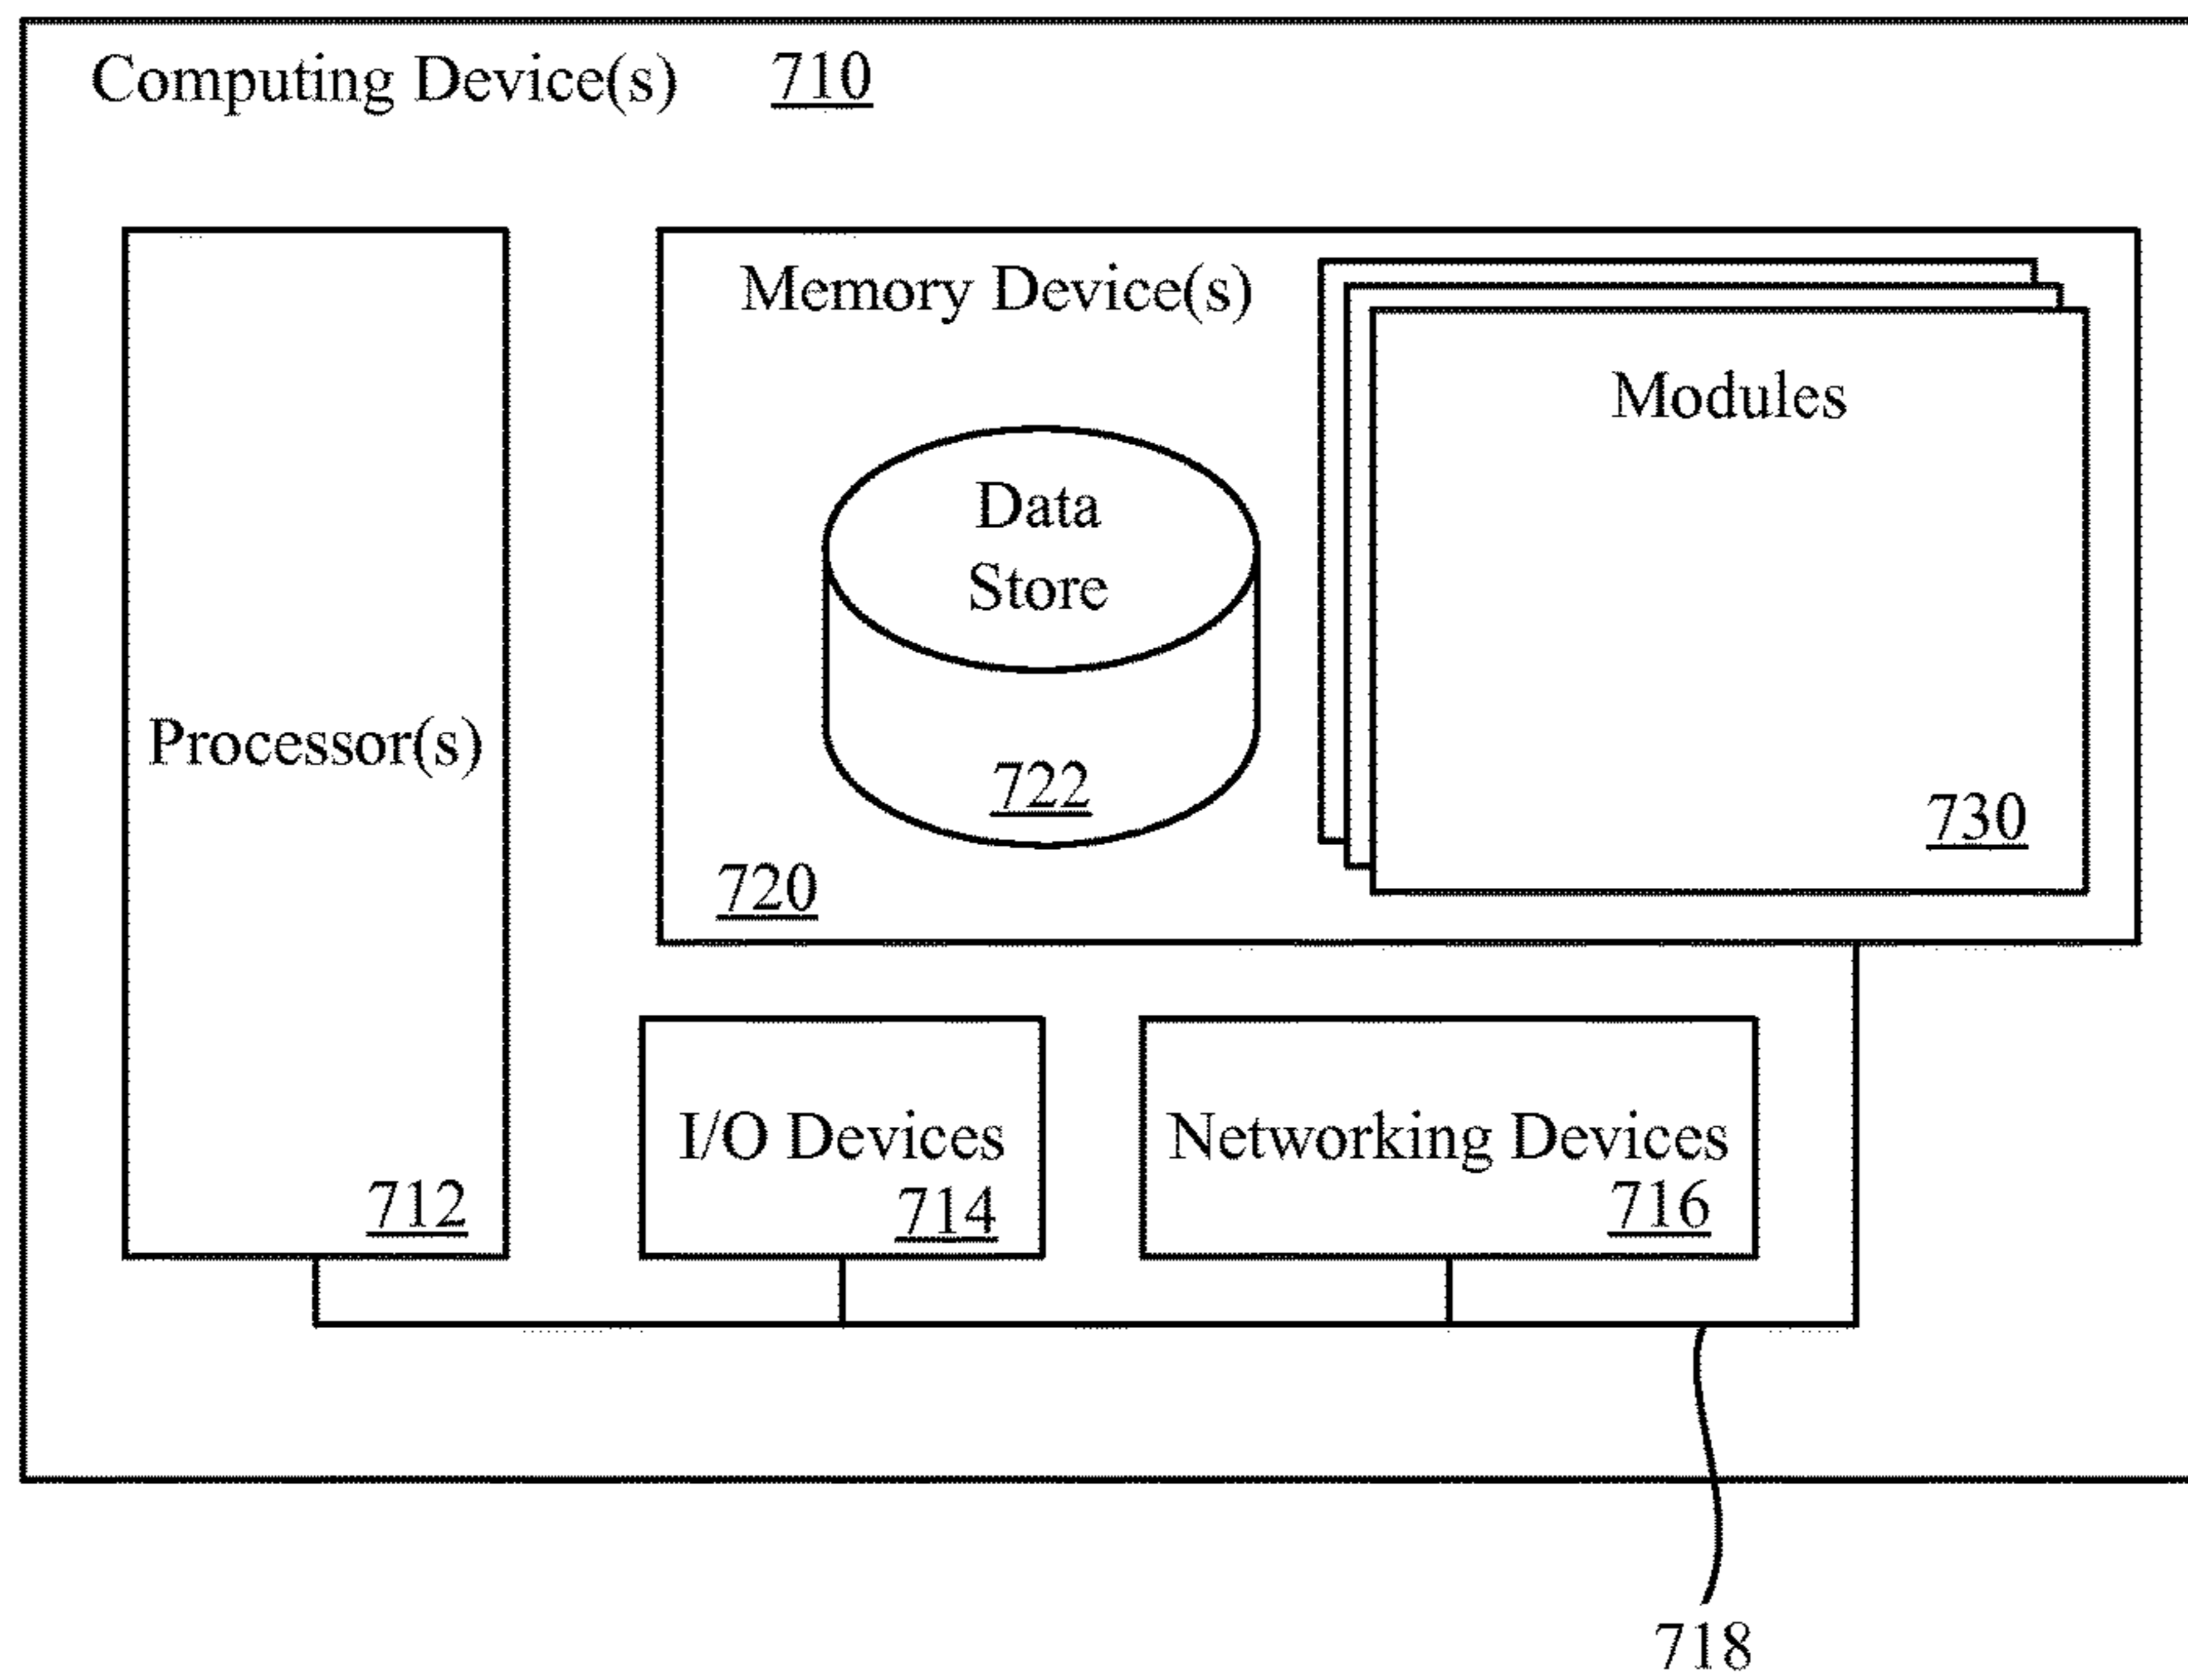 Computing Device(s) 710
Processor(s)
712
Memory Device(s)
Data
Store
722
720
Modules
730
I/O Devices
714
Networking Devices
716
718